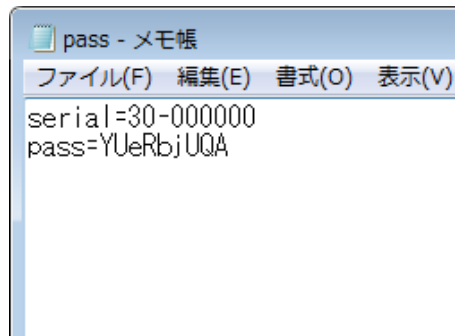 pass - メモ帳
ファイル(F) 編集(E) 書式(O) 表示(V)
serial=30-000000
pass=YUeRbjUQA